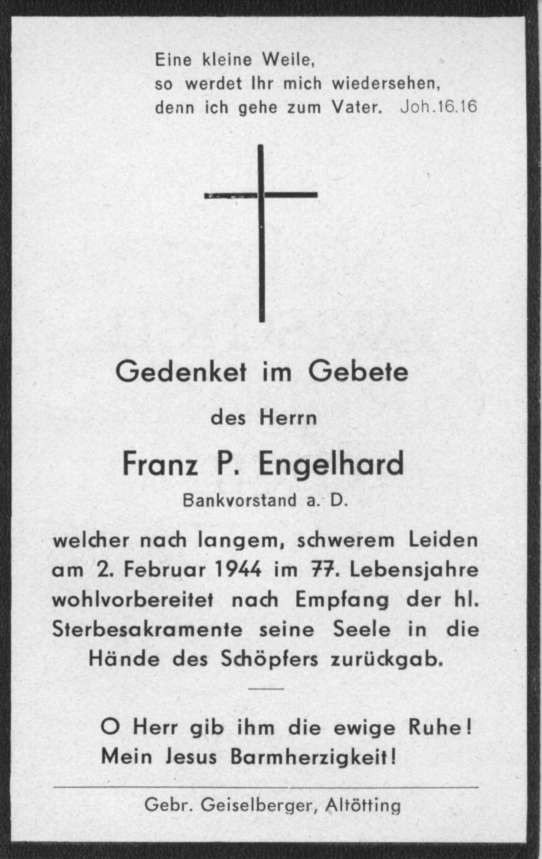 Eine kleine Weile,
so werdet Ihr mich wiedersehen,
denn ich gehe zum Vater. Joh.16.16
Gedenket im Gebete
des Herrn
Franz P. Engelhard
Bankvorstand a. D.
welcher nach langem, schwerem Leiden
am 2. Februar 1944 im 77. Lebensjahre
wohlvorbereitet nach Empfang der hl.
Sterbesakramente seine Seele in die
Hände des Schöpfers zurückgab.
O Herr gib ihm die ewige Ruhe!
Mein Jesus Barmherzigkeit!
Gebr. Geiselberger, Altötting